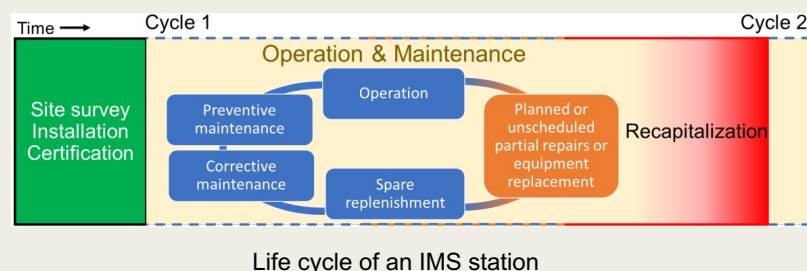 Time
Cycle 1
Cycle 2
Operation & Maintenance
Site survey
Installation
Certification
Preventive
maintenance
Corrective
maintenance
Operation
Spare
replenishment
Planned or
unscheduled
partial repairs or
equipment
replacement
Recapitalization
Life cycle of an IMS station